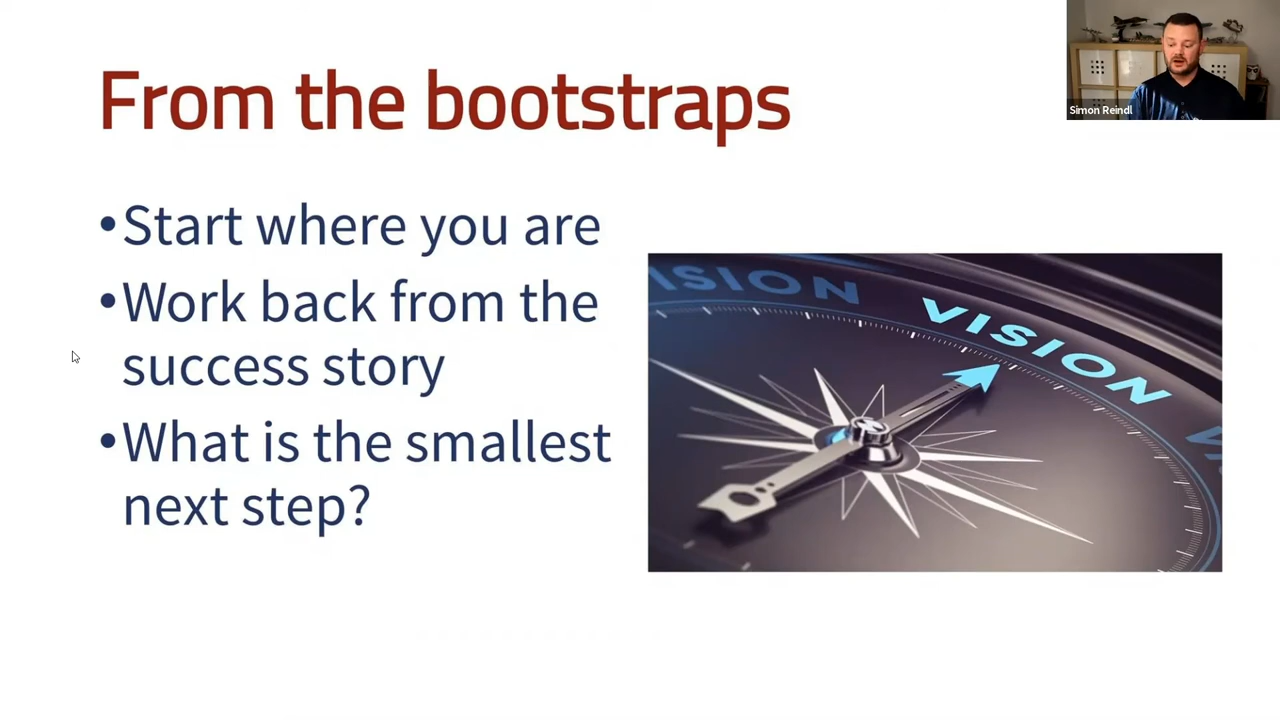 From the bootstraps
Simon Reindl
•Start where you are
•Work back from the
success story
•What is the smallest
next step?
VISION
VISION